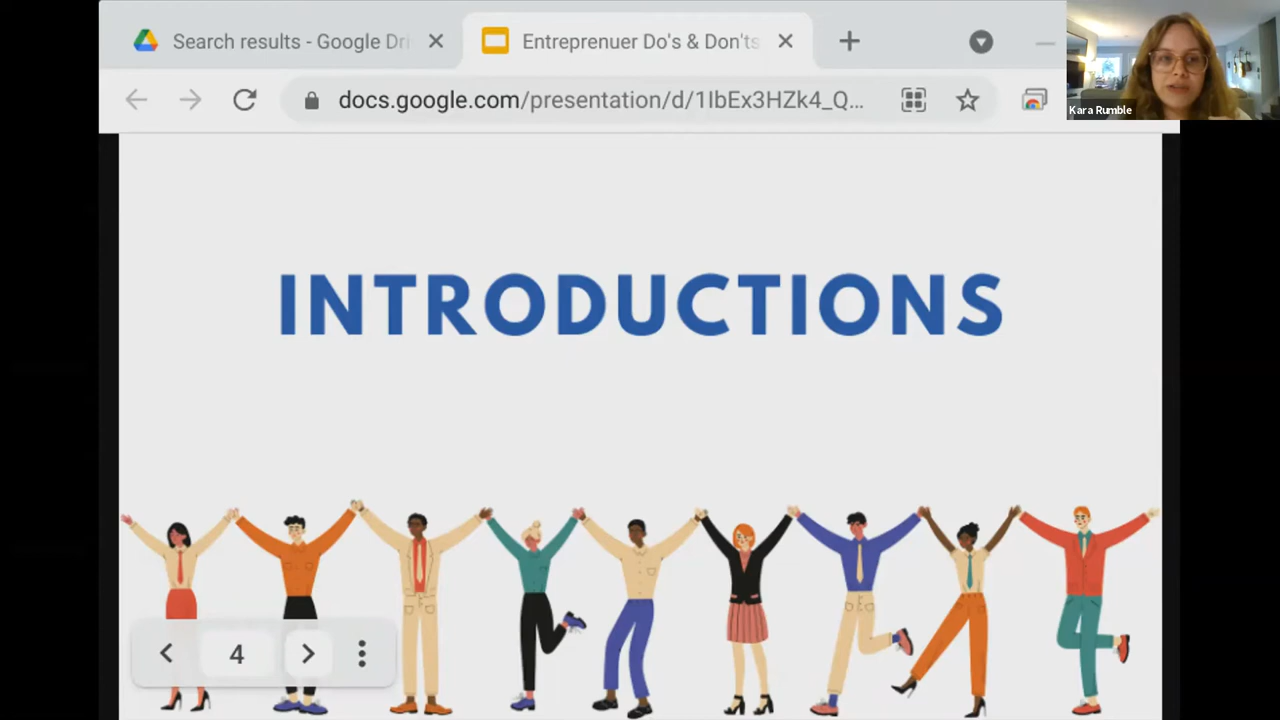 Search results - Google Dri
Entreprenuer Do's & Don'ts
docs.google.com/presentation/d/1IbEx3HZk4_Q...
Kara Rumble
INTRODUCTIONS
4